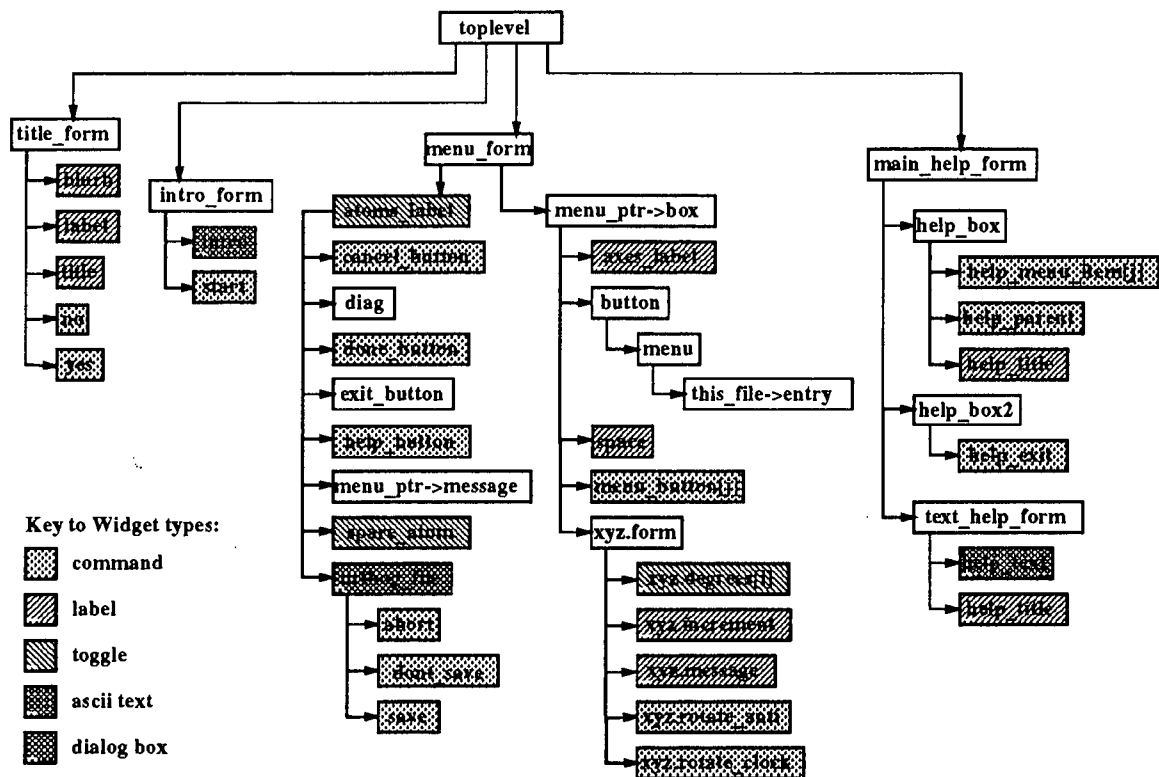 toplevel
title_form
blurb
label
title
no
yes
intro_form
intro
start
menu_form
atoms_label
cancel_button
diag
done_button
exit_button
help_button
menu_ptr->message
apart_atom
abort
dont_save
save
menu_ptr->box
axes_label
button
menu
this_file->entry
space
menu_button[j]
xyz.form
xyz.degrees[i]
xyz.increment
xyz.message
xyz.rotate_anti
xyz.rotate_clock
main_help_form
help_box
help_menu_item[j]
help_parent
help_title
help_box2
help_exit
text_help_form
help_text
help_title
Key to Widget types:
command
label
toggle
ascii text
dialog box